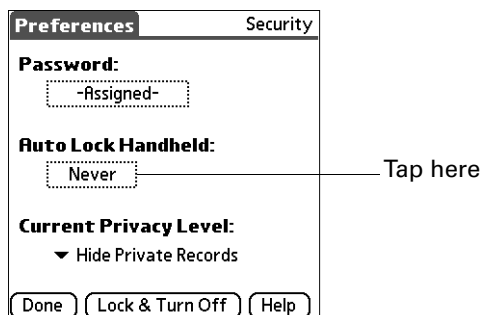 Preferences Security
Password:
-Assigned-
Auto Lock Handheld:
Never
Tap here
Current Privacy Level:
Hide Private Records
Done Lock & Turn Off Help